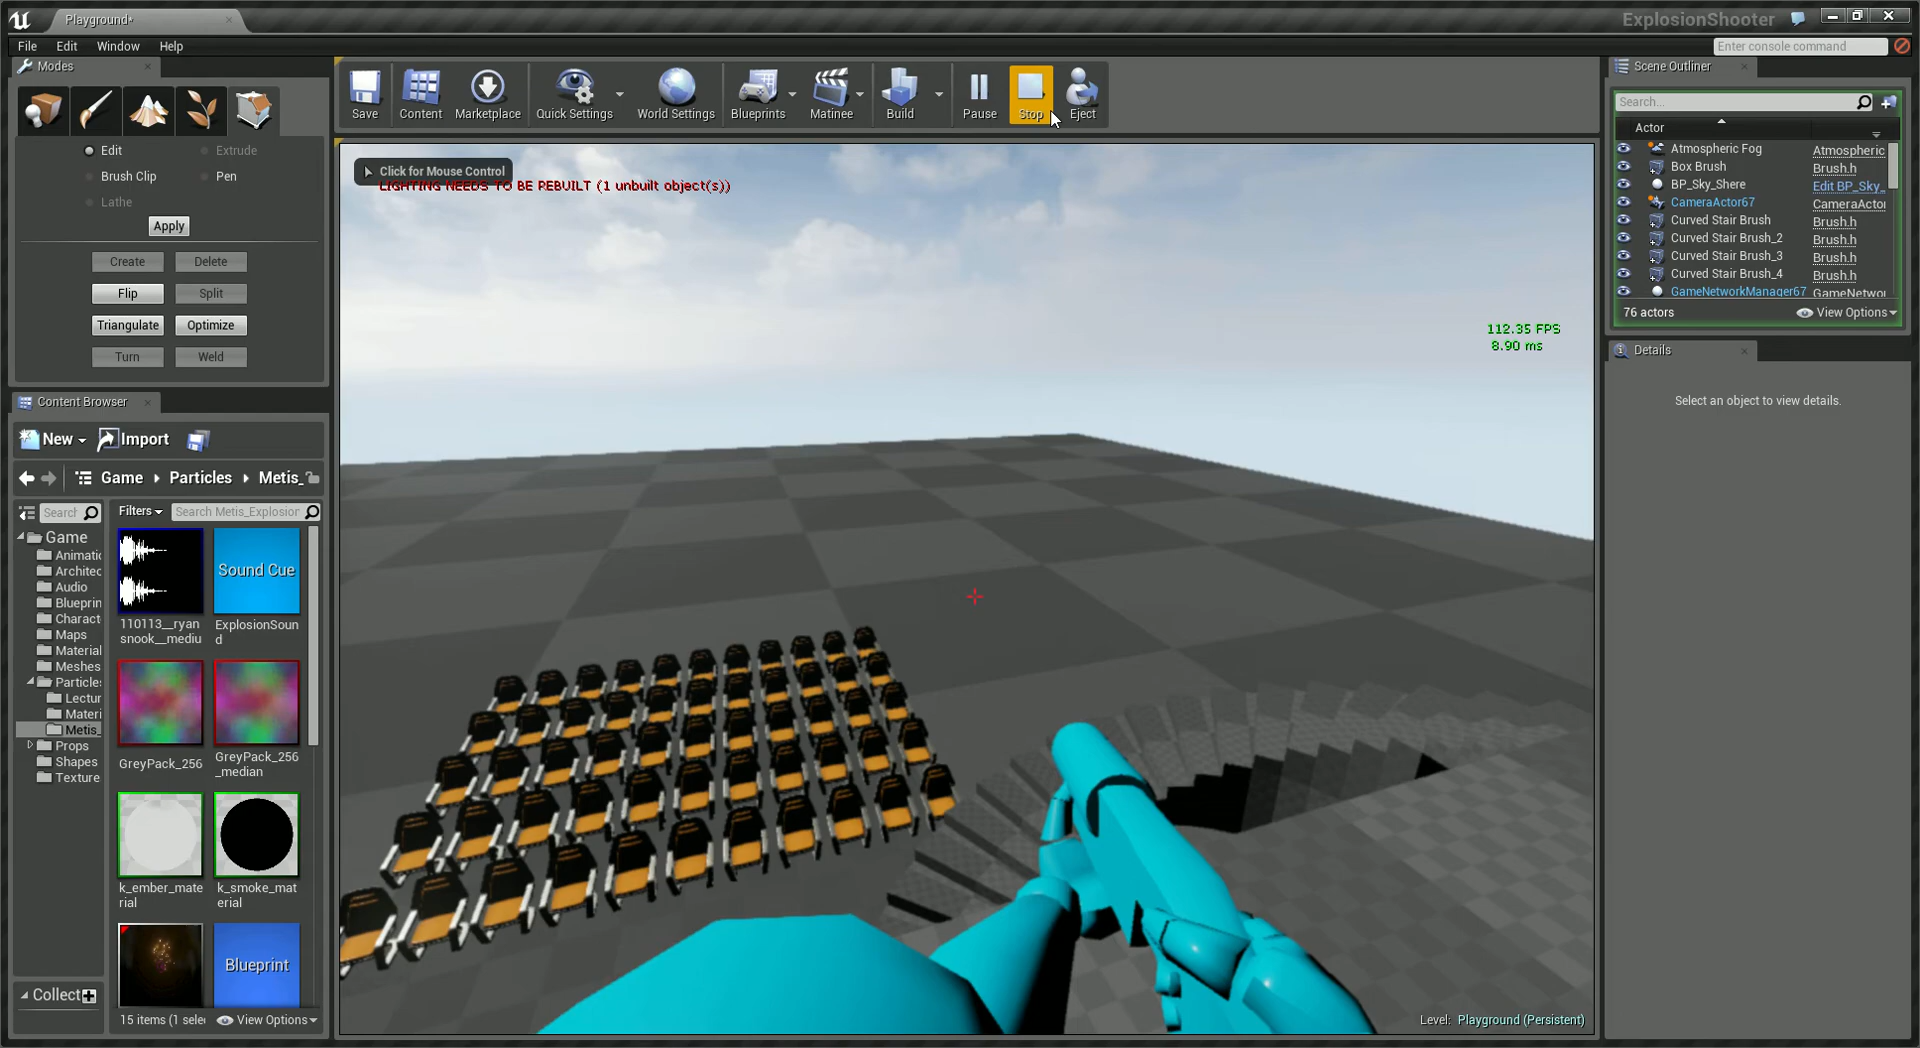 Playground*
ExplosionShooter
File Edit Window Help
Enter console command
Modes
Edit Extrude
Brush Clip Pen
Lathe
Apply
Create Delete
Flip Split
Triangulate Optimize
Turn Weld
Save Content Marketplace Quick Settings World Settings Blueprints Matinee Build Pause Stop Eject
Click for Mouse Control
LIGHTING NEEDS TO BE REBUILT (1 unbuilt object(s))
112.35 FPS
8.90 ms
Level: Playground (Persistent)
Scene Outliner
Search...
Actor
Atmospheric Fog Atmospheric
Box Brush Brush.h
BP_Sky_Shere Edit BP_Sky_
CameraActor67 CameraActo
Curved Stair Brush Brush.h
Curved Stair Brush_2 Brush.h
Curved Stair Brush_3 Brush.h
Curved Stair Brush_4 Brush.h
GameNetworkManager67 GameNetwo
76 actors View Options
Details
Select an object to view details.
Content Browser
New Import
Game Particles Metis_
Search
Filters Search Metis_Explosion
Game
Animatio
Architec
Audio
Blueprin
Charact
Maps
Material
Meshes
Particles
Lectur
Materi
Metis_
Props
Shapes
Texture
Collect
110113__ryan
snook__mediu
Sound Cue
ExplosionSoun
d
GreyPack_256
GreyPack_256
_median
k_ember_mate
rial
k_smoke_mat
erial
Blueprint
15 items (1 selec View Options